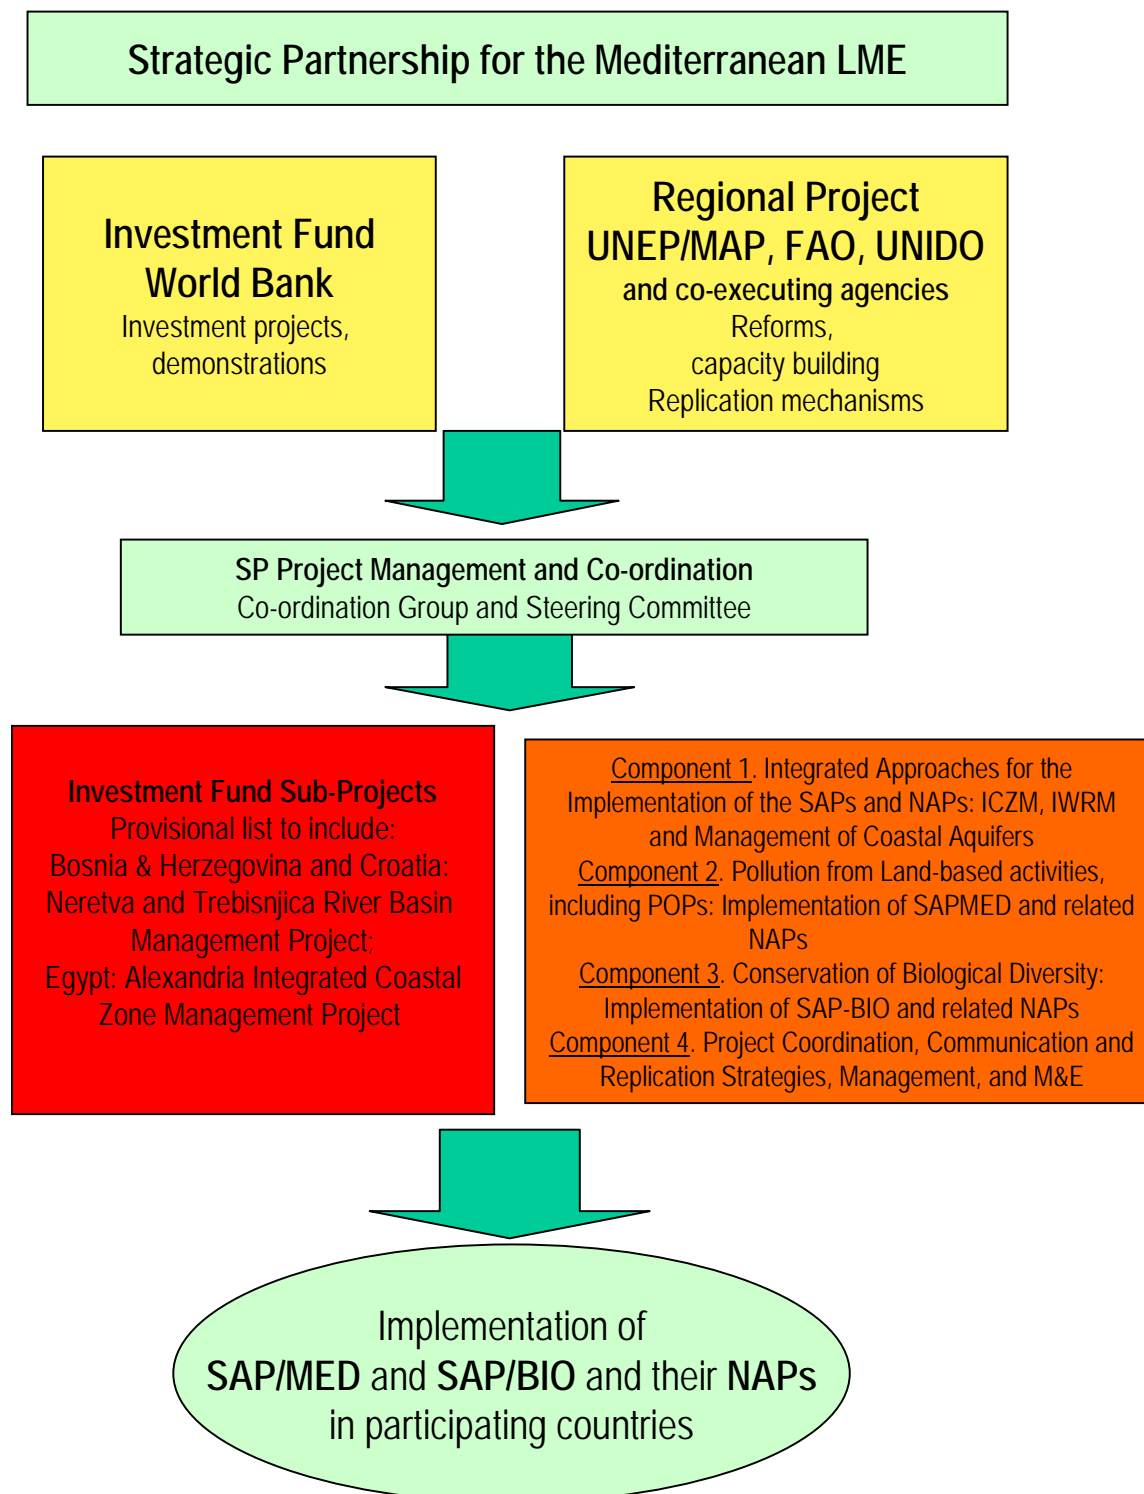 Strategic Partnership for the Mediterranean LME
Investment Fund
World Bank
Investment projects,
demonstrations
Regional Project
UNEP/MAP, FAO, UNIDO
and co-executing agencies
Reforms,
capacity building
Replication mechanisms
SP Project Management and Co-ordination
Co-ordination Group and Steering Committee
Investment Fund Sub-Projects
Provisional list to include:
Bosnia & Herzegovina and Croatia:
Neretva and Trebisnjica River Basin
Management Project;
Egypt: Alexandria Integrated Coastal
Zone Management Project
Component 1. Integrated Approaches for the
Implementation of the SAPs and NAPs: ICZM, IWRM
and Management of Coastal Aquifers
Component 2. Pollution from Land-based activities,
including POPs: Implementation of SAPMED and related
NAPs
Component 3. Conservation of Biological Diversity:
Implementation of SAP-BIO and related NAPs
Component 4. Project Coordination, Communication and
Replication Strategies, Management, and M&E
Implementation of
SAP/MED and SAP/BIO and their NAPs
in participating countries